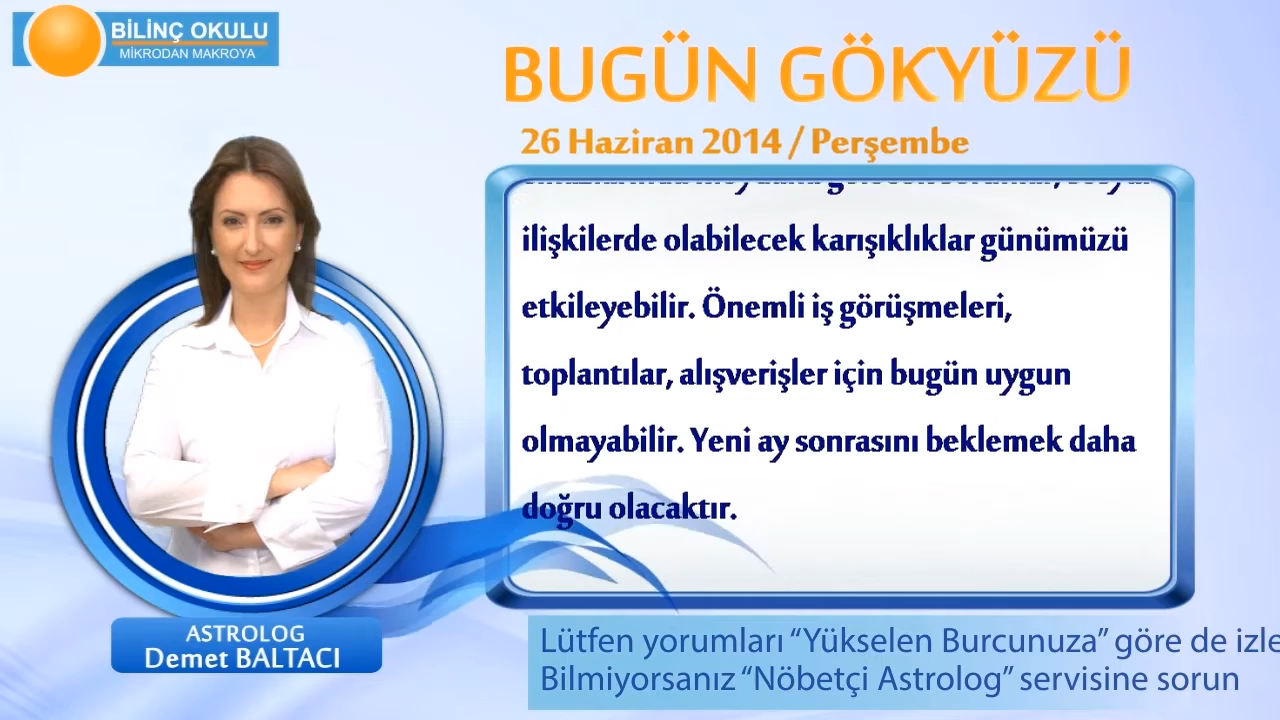 BİLİNÇ OKULU
MİKRODAN MAKROYA
BUGÜN GÖKYÜZÜ
26 Haziran 2014 / Perşembe
ilişkilerde olabilecek karışıklıklar günümüzü
etkileyebilir. Önemli iş görüşmeleri,
toplantılar, alışverişler için bugün uygun
olmayabilir. Yeni ay sonrasını beklemek daha
doğru olacaktır.
ASTROLOG
Demet BALTACI
Lütfen yorumları “Yükselen Burcunuza” göre de izle
Bilmiyorsanız “Nöbetçi Astrolog” servisine sorun